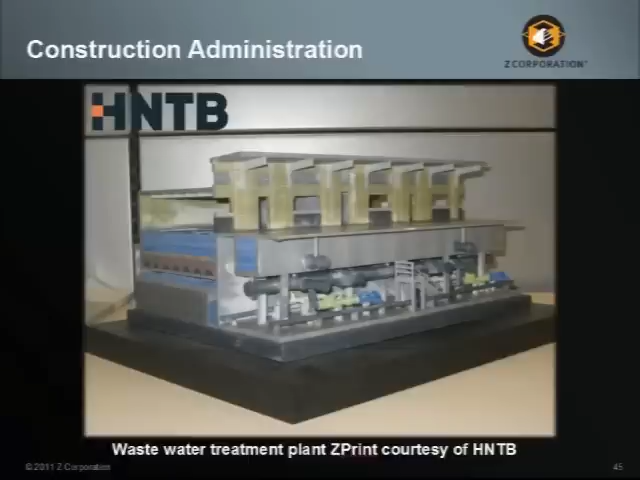 Construction Administration
Z CORPORATION
HNTB
Waste water treatment plant ZPrint courtesy of HNTB
© 2011 Z Corporation
45